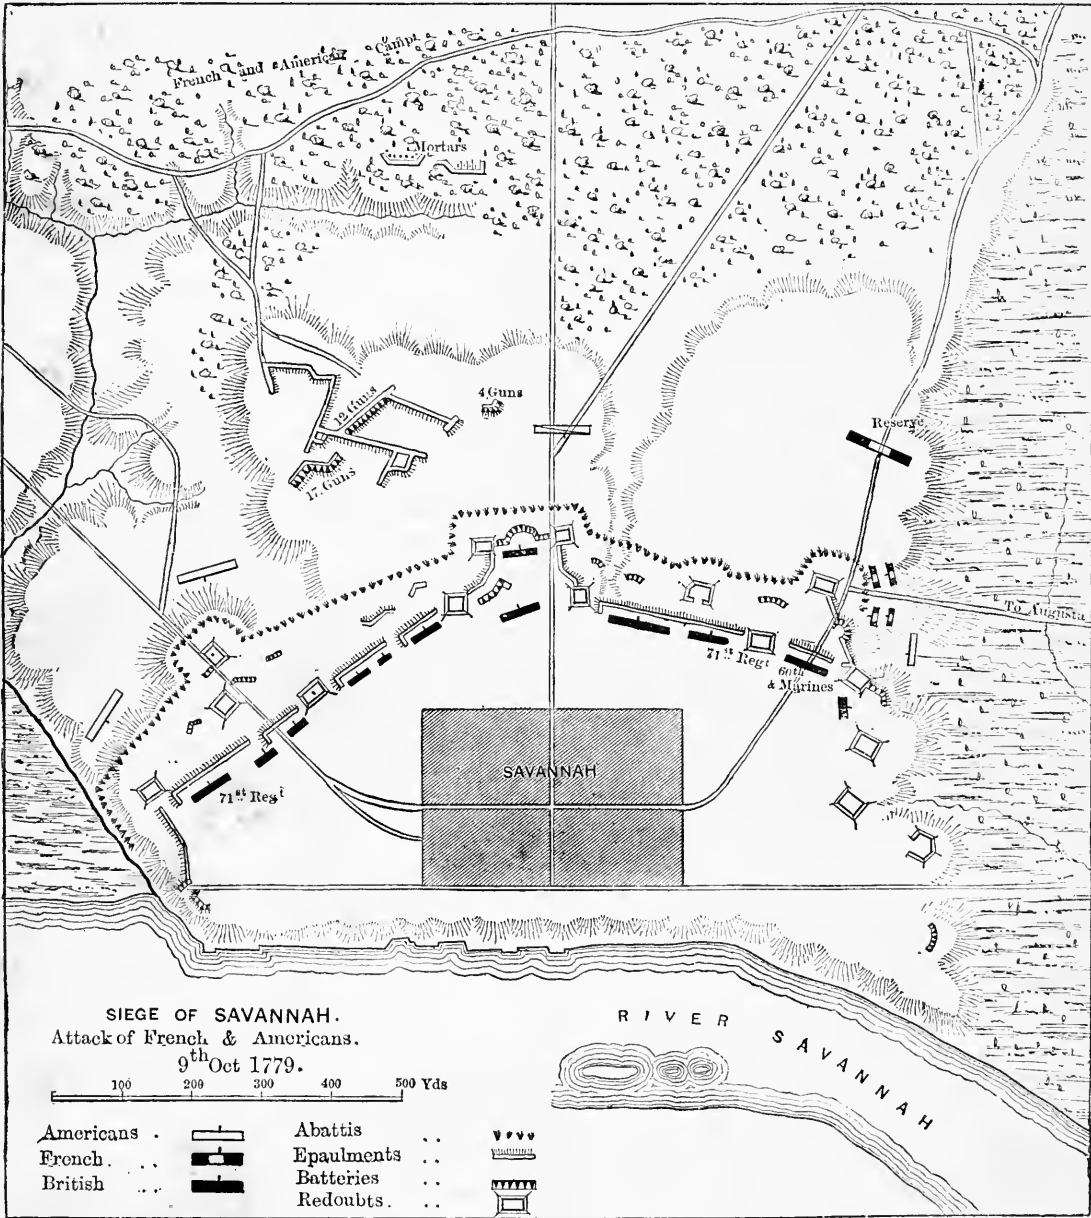 French and American Camp
Mortars
12 Guns
4 Guns
17 Guns
Reserve
To Augusta
71st Regt
60th
& Marines
SAVANNAH
71st Regt
SIEGE OF SAVANNAH.
Attack of French & Americans.
9th Oct 1779.
100 200 300 400 500 Yds
RIVER SAVANNAH
Americans . Abattis ..
French. .. Epaulments ..
British .. Batteries ..
Redoubts. .